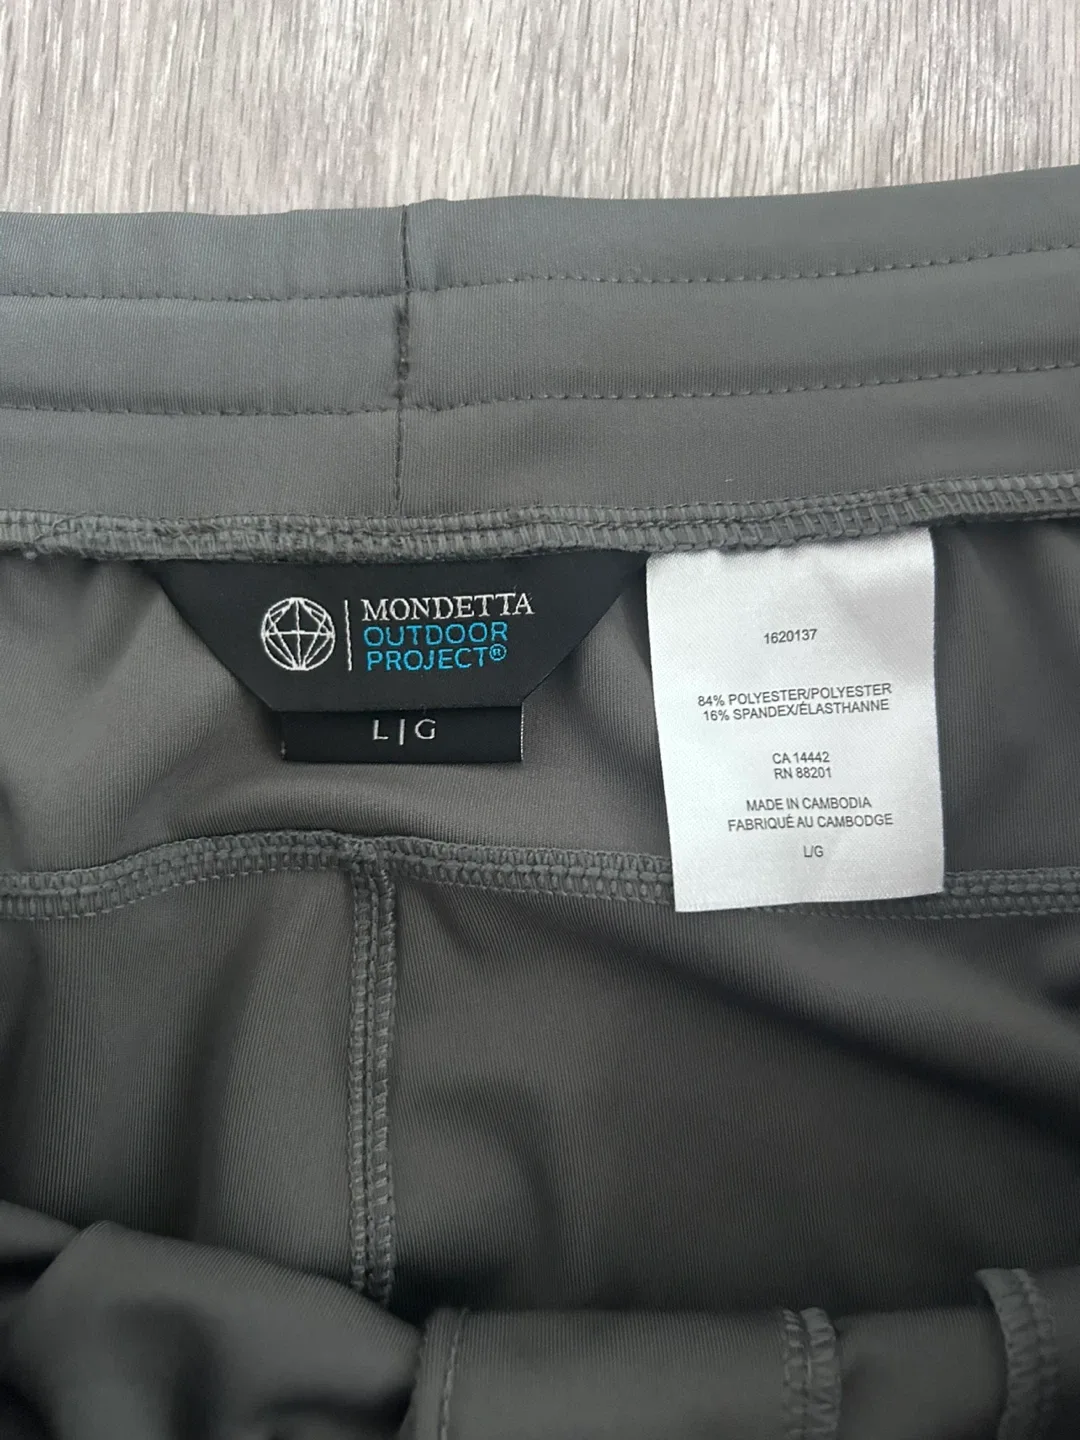 MONDETTA
OUTDOOR
PROJECT®
L|G
1620137
84% POLYESTER/POLYESTER
16% SPANDEX/ÉLASTHANNE
CA 14442
RN 88201
MADE IN CAMBODIA
FABRIQUÉ AU CAMBODGE
L/G